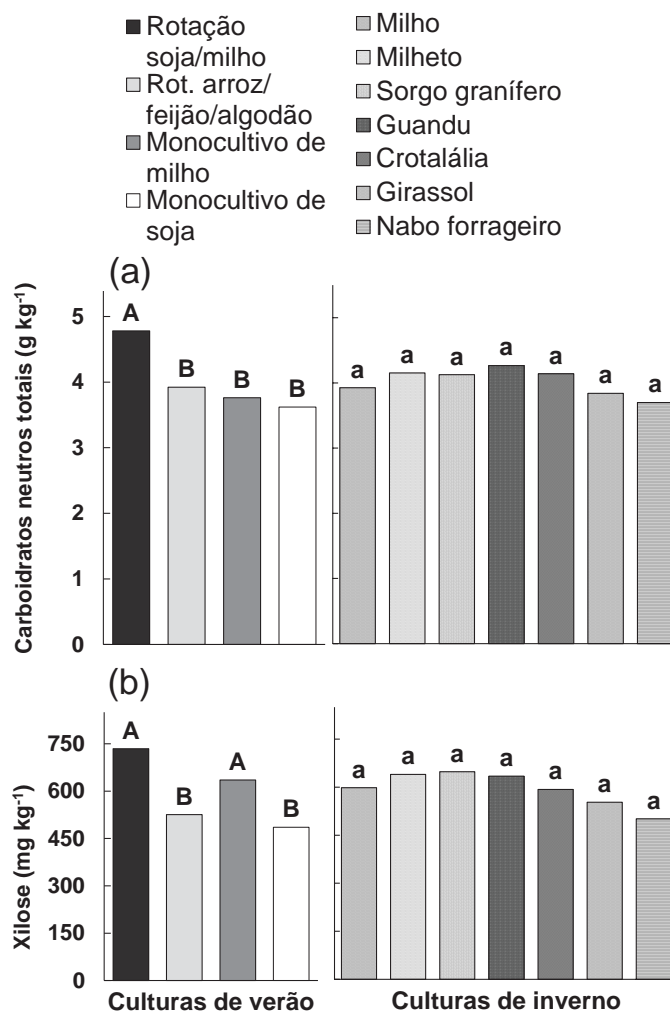 Rotação
soja/milho
Rot. arroz/
feijão/algodão
Monocultivo de
milho
Monocultivo de
soja
Milho
Milheto
Sorgo granífero
Guandu
Crotalália
Girassol
Nabo forrageiro
(a)
Carboidratos neutros totais (g kg-1)
5
4
3
2
1
0
A
B
B
B
a
a
a
a
a
a
a
(b)
Xilose (mg kg-1)
750
600
450
300
150
0
A
B
A
B
a
a
a
a
a
a
a
Culturas de verão
Culturas de inverno